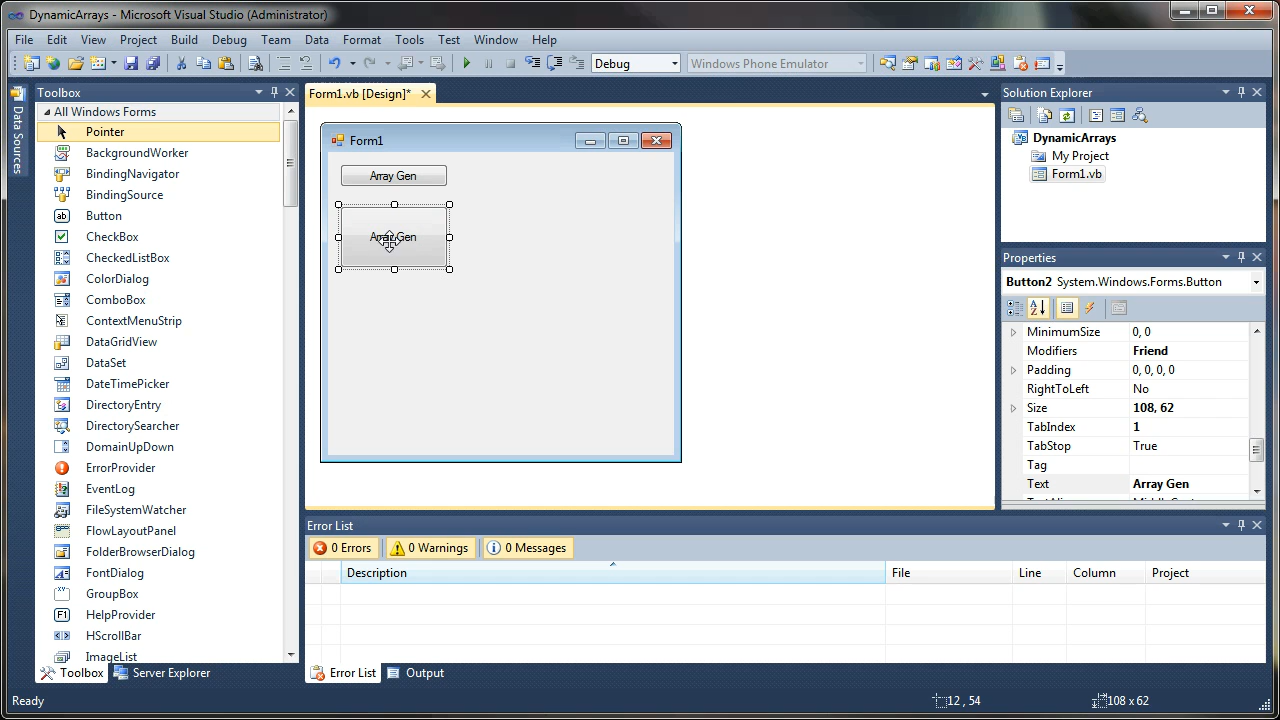 DynamicArrays - Microsoft Visual Studio (Administrator)
File Edit View Project Build Debug Team Data Format Tools Test Window Help
Debug Windows Phone Emulator
Data Sources
Toolbox
All Windows Forms
Pointer
BackgroundWorker
BindingNavigator
BindingSource
Button
CheckBox
CheckedListBox
ColorDialog
ComboBox
ContextMenuStrip
DataGridView
DataSet
DateTimePicker
DirectoryEntry
DirectorySearcher
DomainUpDown
ErrorProvider
EventLog
FileSystemWatcher
FlowLayoutPanel
FolderBrowserDialog
FontDialog
GroupBox
HelpProvider
HScrollBar
ImageList
Toolbox Server Explorer
Form1.vb [Design]*
Form1
Array Gen
Array Gen
Solution Explorer
DynamicArrays
My Project
Form1.vb
Properties
Button2 System.Windows.Forms.Button
MinimumSize 0, 0
Modifiers Friend
Padding 0, 0, 0, 0
RightToLeft No
Size 108, 62
TabIndex 1
TabStop True
Tag
Text Array Gen
Error List
0 Errors 0 Warnings 0 Messages
Description File Line Column Project
Error List Output
Ready 12 , 54 108 x 62